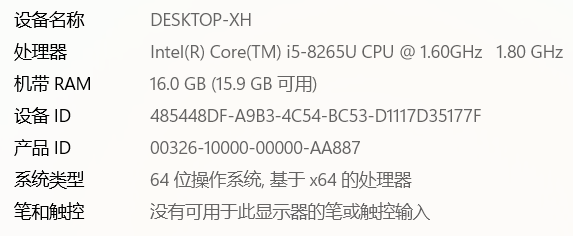 设备名称 DESKTOP-XH
处理器 Intel(R) Core(TM) i5-8265U CPU @ 1.60GHz 1.80 GHz
机带 RAM 16.0 GB (15.9 GB 可用)
设备 ID 485448DF-A9B3-4C54-BC53-D1117D35177F
产品 ID 00326-10000-00000-AA887
系统类型 64 位操作系统, 基于 x64 的处理器
笔和触控 没有可用于此显示器的笔或触控输入